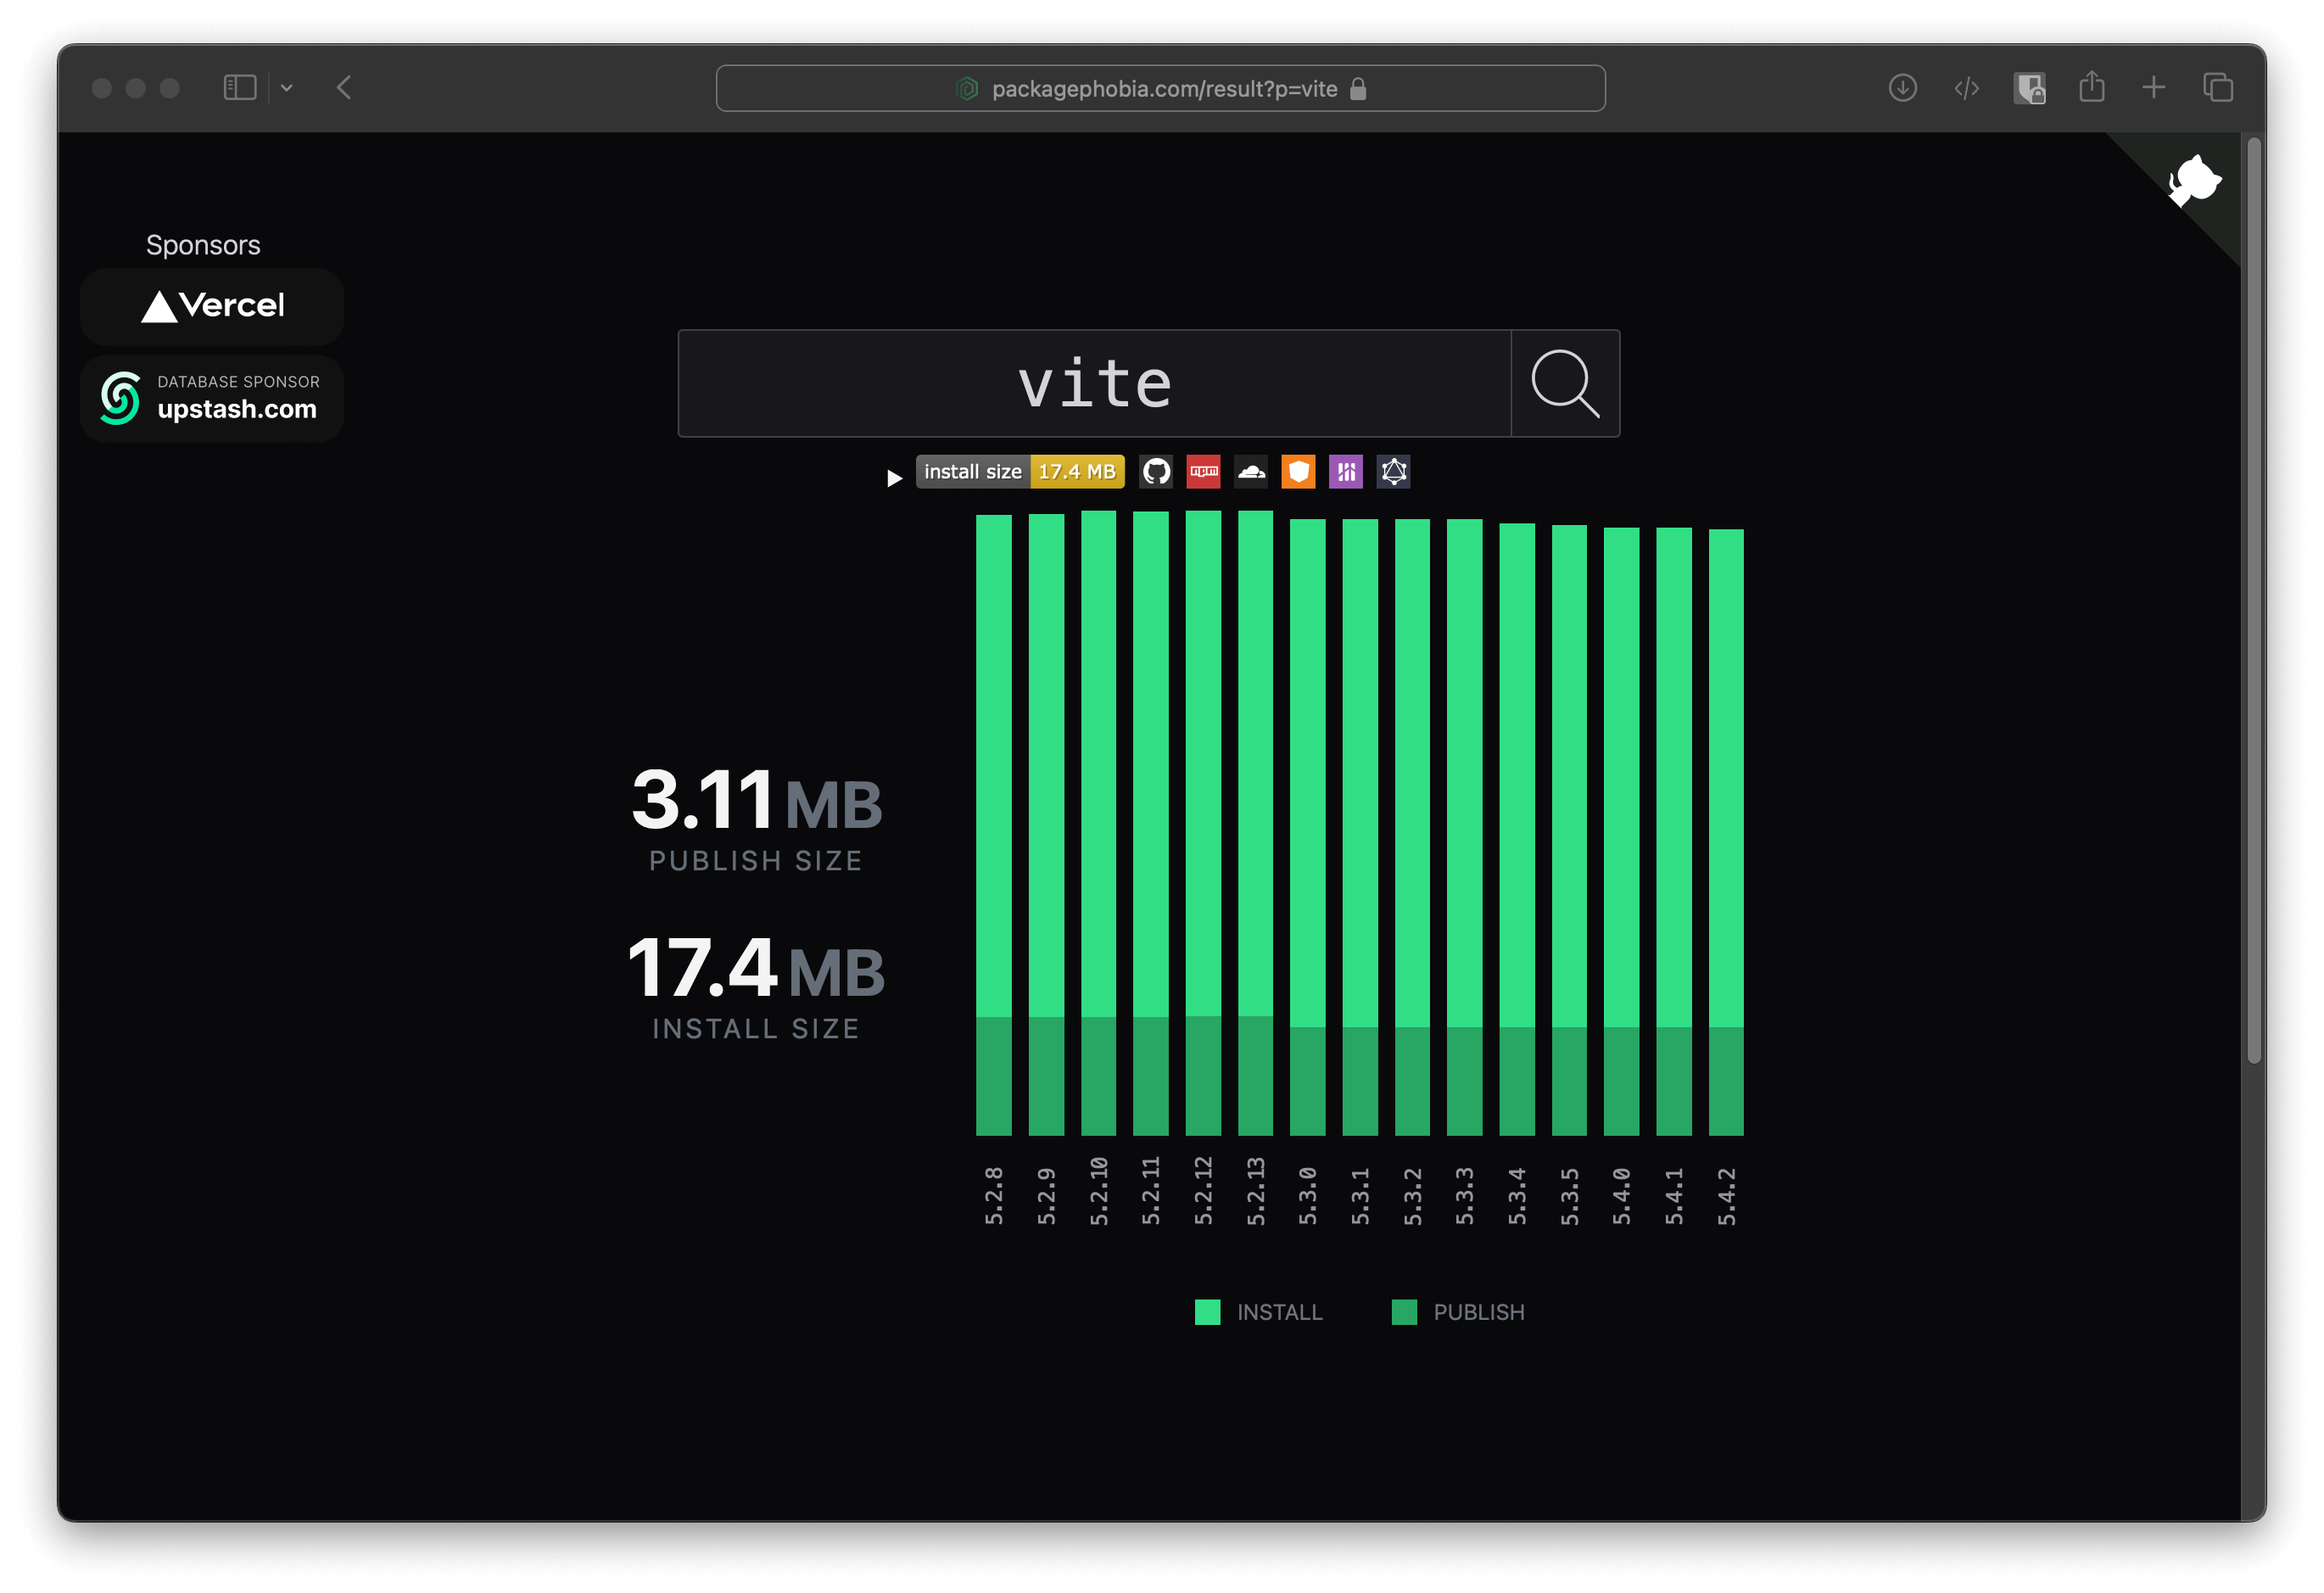 packagephobia.com/result?p=vite
Sponsors
Vercel
DATABASE SPONSOR
upstash.com
vite
install size 17.4 MB
npm
3.11 MB
PUBLISH SIZE
17.4 MB
INSTALL SIZE
5.2.8
5.2.9
5.2.10
5.2.11
5.2.12
5.2.13
5.3.0
5.3.1
5.3.2
5.3.3
5.3.4
5.3.5
5.4.0
5.4.1
5.4.2
INSTALL
PUBLISH